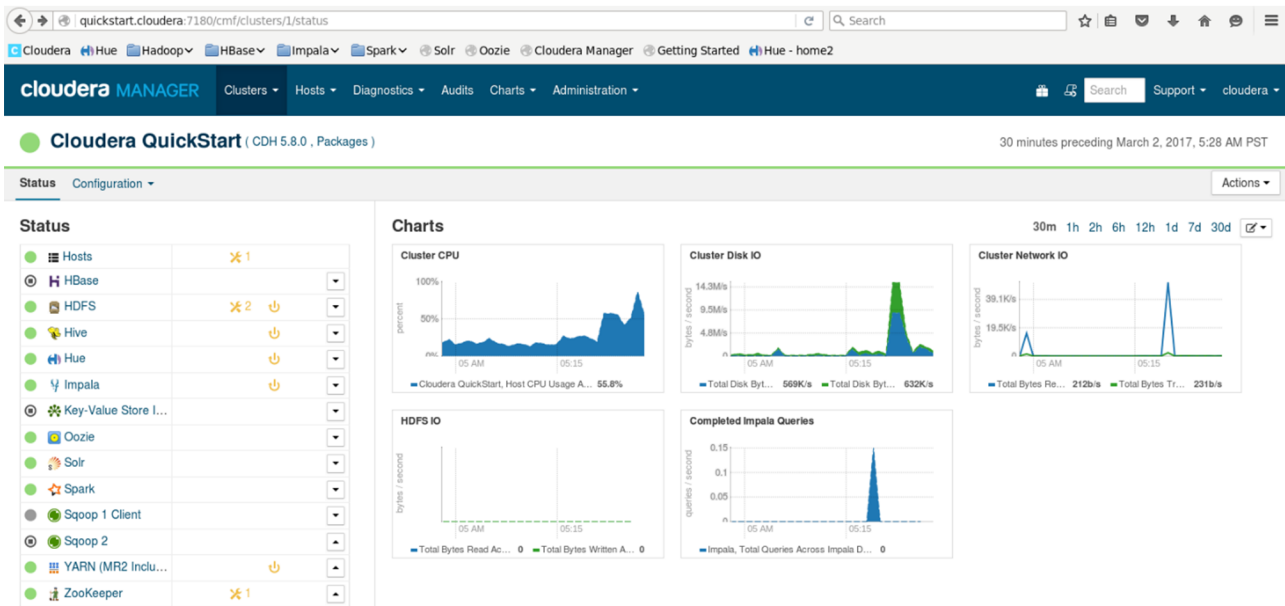 quickstart.cloudera:7180/cmf/clusters/1/status
Search
Cloudera Hue Hadoop HBase Impala Spark Solr Oozie Cloudera Manager Getting Started Hue - home2
cloudera MANAGER Clusters Hosts Diagnostics Audits Charts Administration Search Support cloudera
Cloudera QuickStart (CDH 5.8.0, Packages)
30 minutes preceding March 2, 2017, 5:28 AM PST
Status Configuration Actions
Status
Hosts 1
HBase
HDFS 2
Hive
Hue
Impala
Key-Value Store I...
Oozie
Solr
Spark
Sqoop 1 Client
Sqoop 2
YARN (MR2 Inclu...
ZooKeeper 1
Charts
30m 1h 2h 6h 12h 1d 7d 30d
Cluster CPU
percent
100%
50%
0%
05 AM 05:15
Cloudera QuickStart, Host CPU Usage A... 55.8%
Cluster Disk IO
bytes / second
14.3M/s
9.5M/s
4.8M/s
0
05 AM 05:15
Total Disk Byt... 569K/s Total Disk Byt... 632K/s
Cluster Network IO
bytes / second
39.1K/s
19.5K/s
0
05 AM 05:15
Total Bytes Re... 212b/s Total Bytes Tr... 231b/s
HDFS IO
bytes / second
05 AM 05:15
Total Bytes Read Ac... 0 Total Bytes Written A... 0
Completed Impala Queries
queries / second
0.15
0.1
0.05
0
05 AM 05:15
Impala, Total Queries Across Impala D... 0